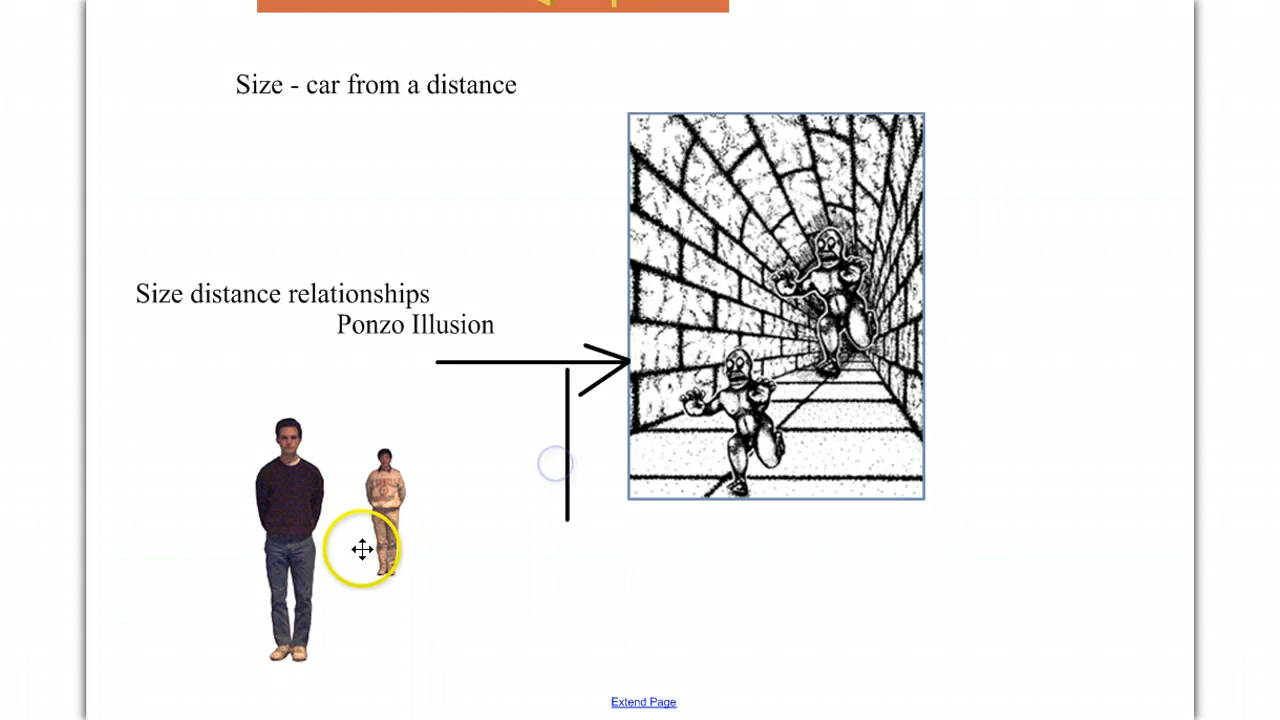 Size - car from a distance
Size distance relationships
Ponzo Illusion
Extend Page